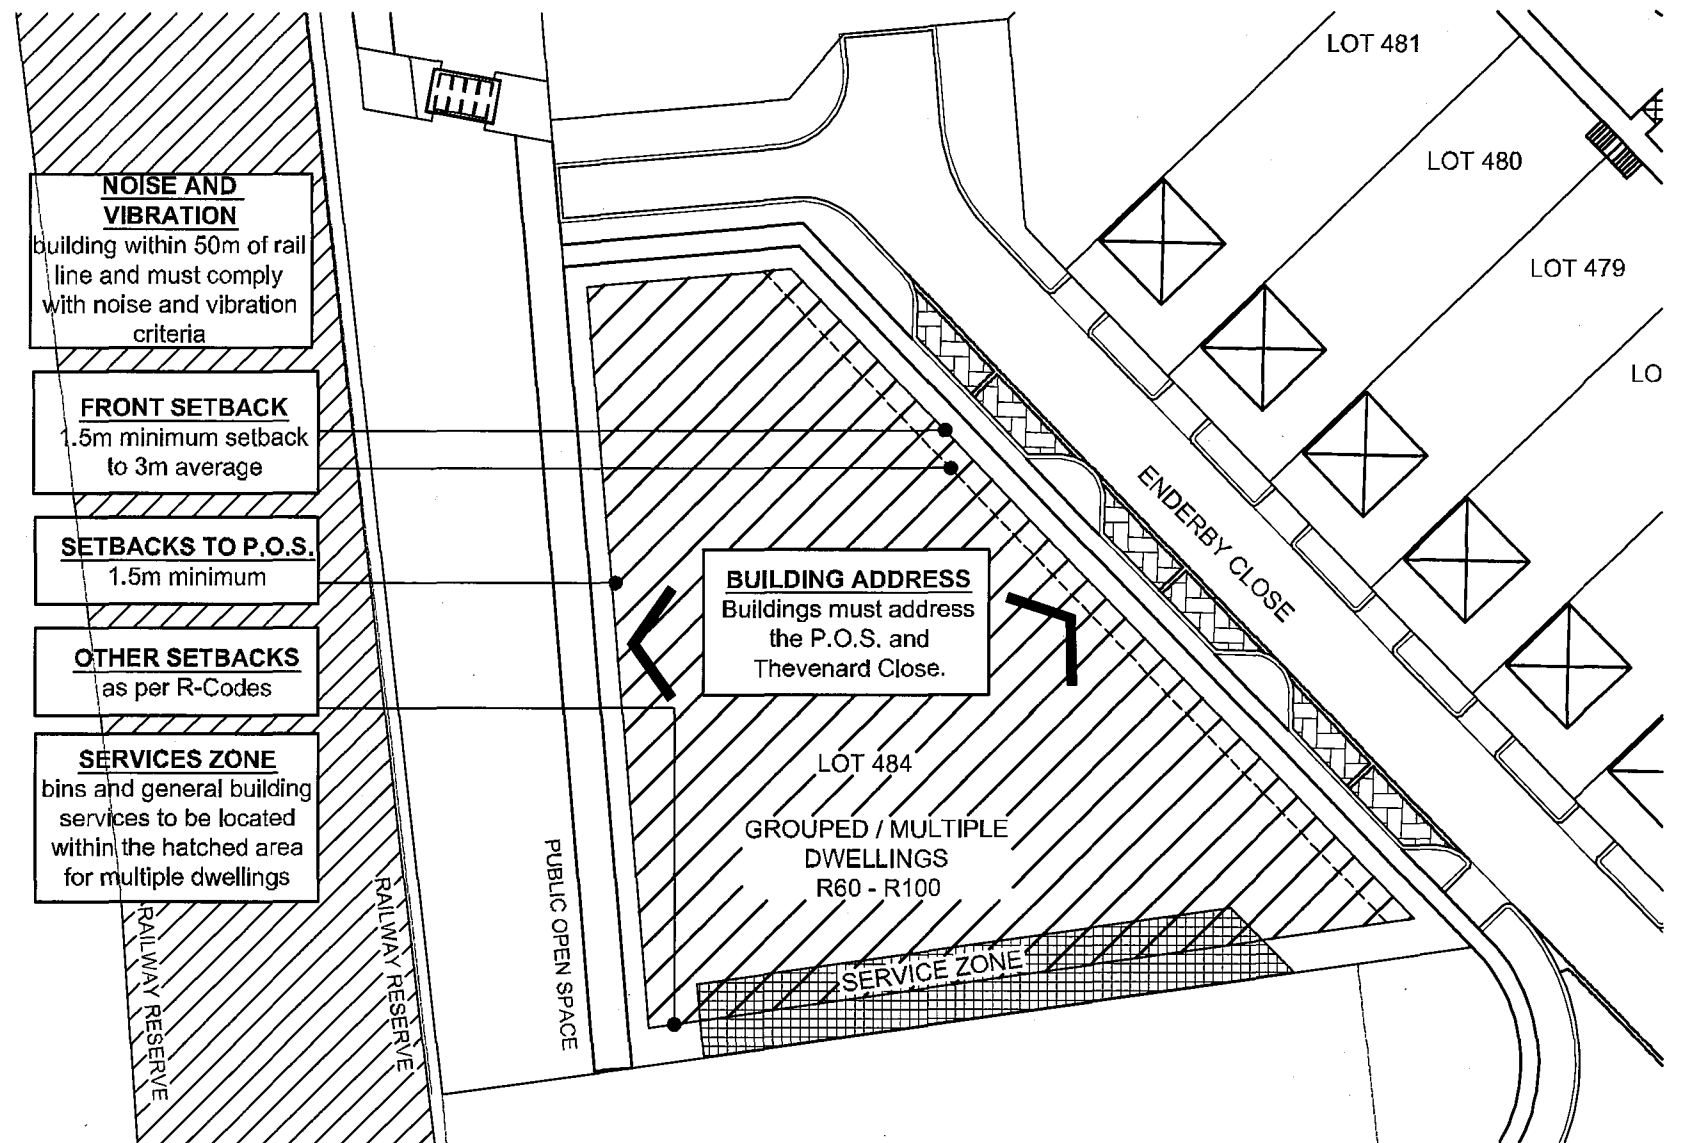 LOT 481
LOT 480
LOT 479
LO
NOISE AND
VIBRATION
building within 50m of rail
line and must comply
with noise and vibration
criteria
FRONT SETBACK
1.5m minimum setback
to 3m average
SETBACKS TO P.O.S.
1.5m minimum
OTHER SETBACKS
as per R-Codes
SERVICES ZONE
bins and general building
services to be located
within the hatched area
for multiple dwellings
BUILDING ADDRESS
Buildings must address
the P.O.S. and
Thevenard Close.
ENDERBY CLOSE
LOT 484
GROUPED / MULTIPLE
DWELLINGS
R60 - R100
SERVICE ZONE
PUBLIC OPEN SPACE
RAILWAY RESERVE
RAILWAY RESERVE